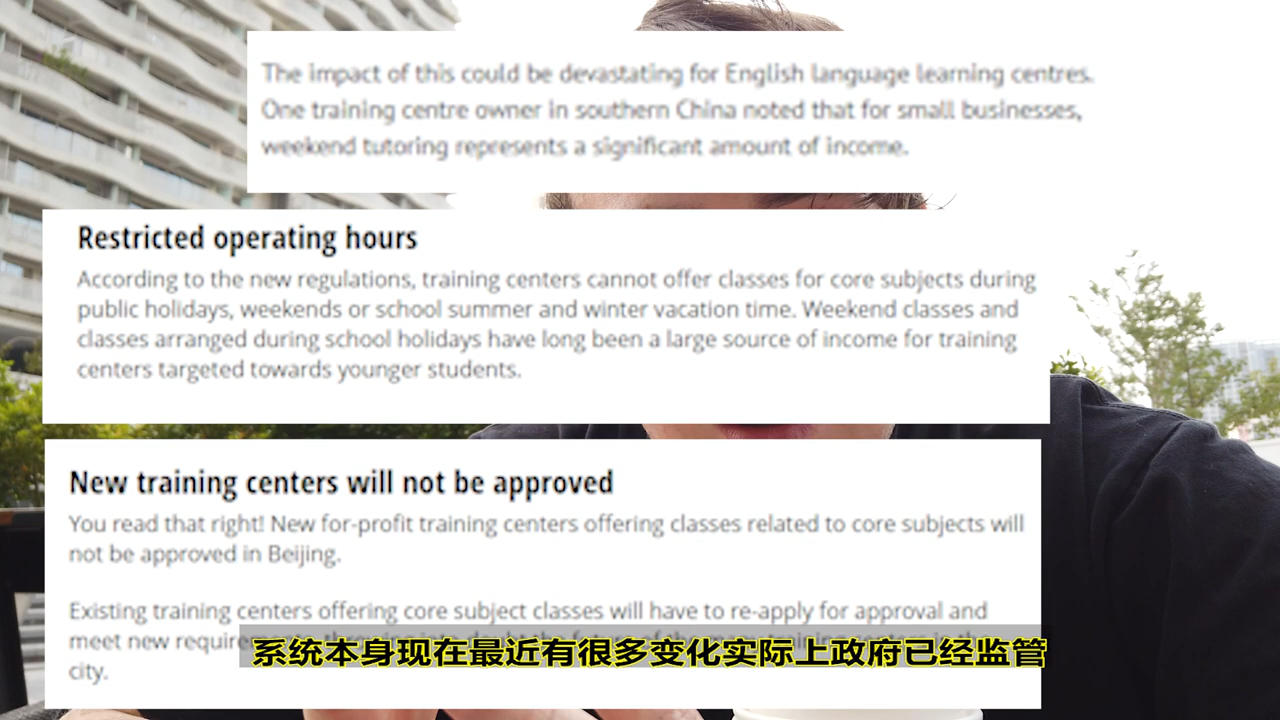 The impact of this could be devastating for English language learning centres.
One training centre owner in southern China noted that for small businesses,
weekend tutoring represents a significant amount of income.
Restricted operating hours
According to the new regulations, training centers cannot offer classes for core subjects during
public holidays, weekends or school summer and winter vacation time. Weekend classes and
classes arranged during school holidays have long been a large source of income for training
centers targeted towards younger students.
New training centers will not be approved
You read that right! New for-profit training centers offering classes related to core subjects will
not be approved in Beijing.
Existing training centers offering core subject classes will have to re-apply for approval and
meet new
city.
系统本身现在最近有很多变化实际上政府已经监管